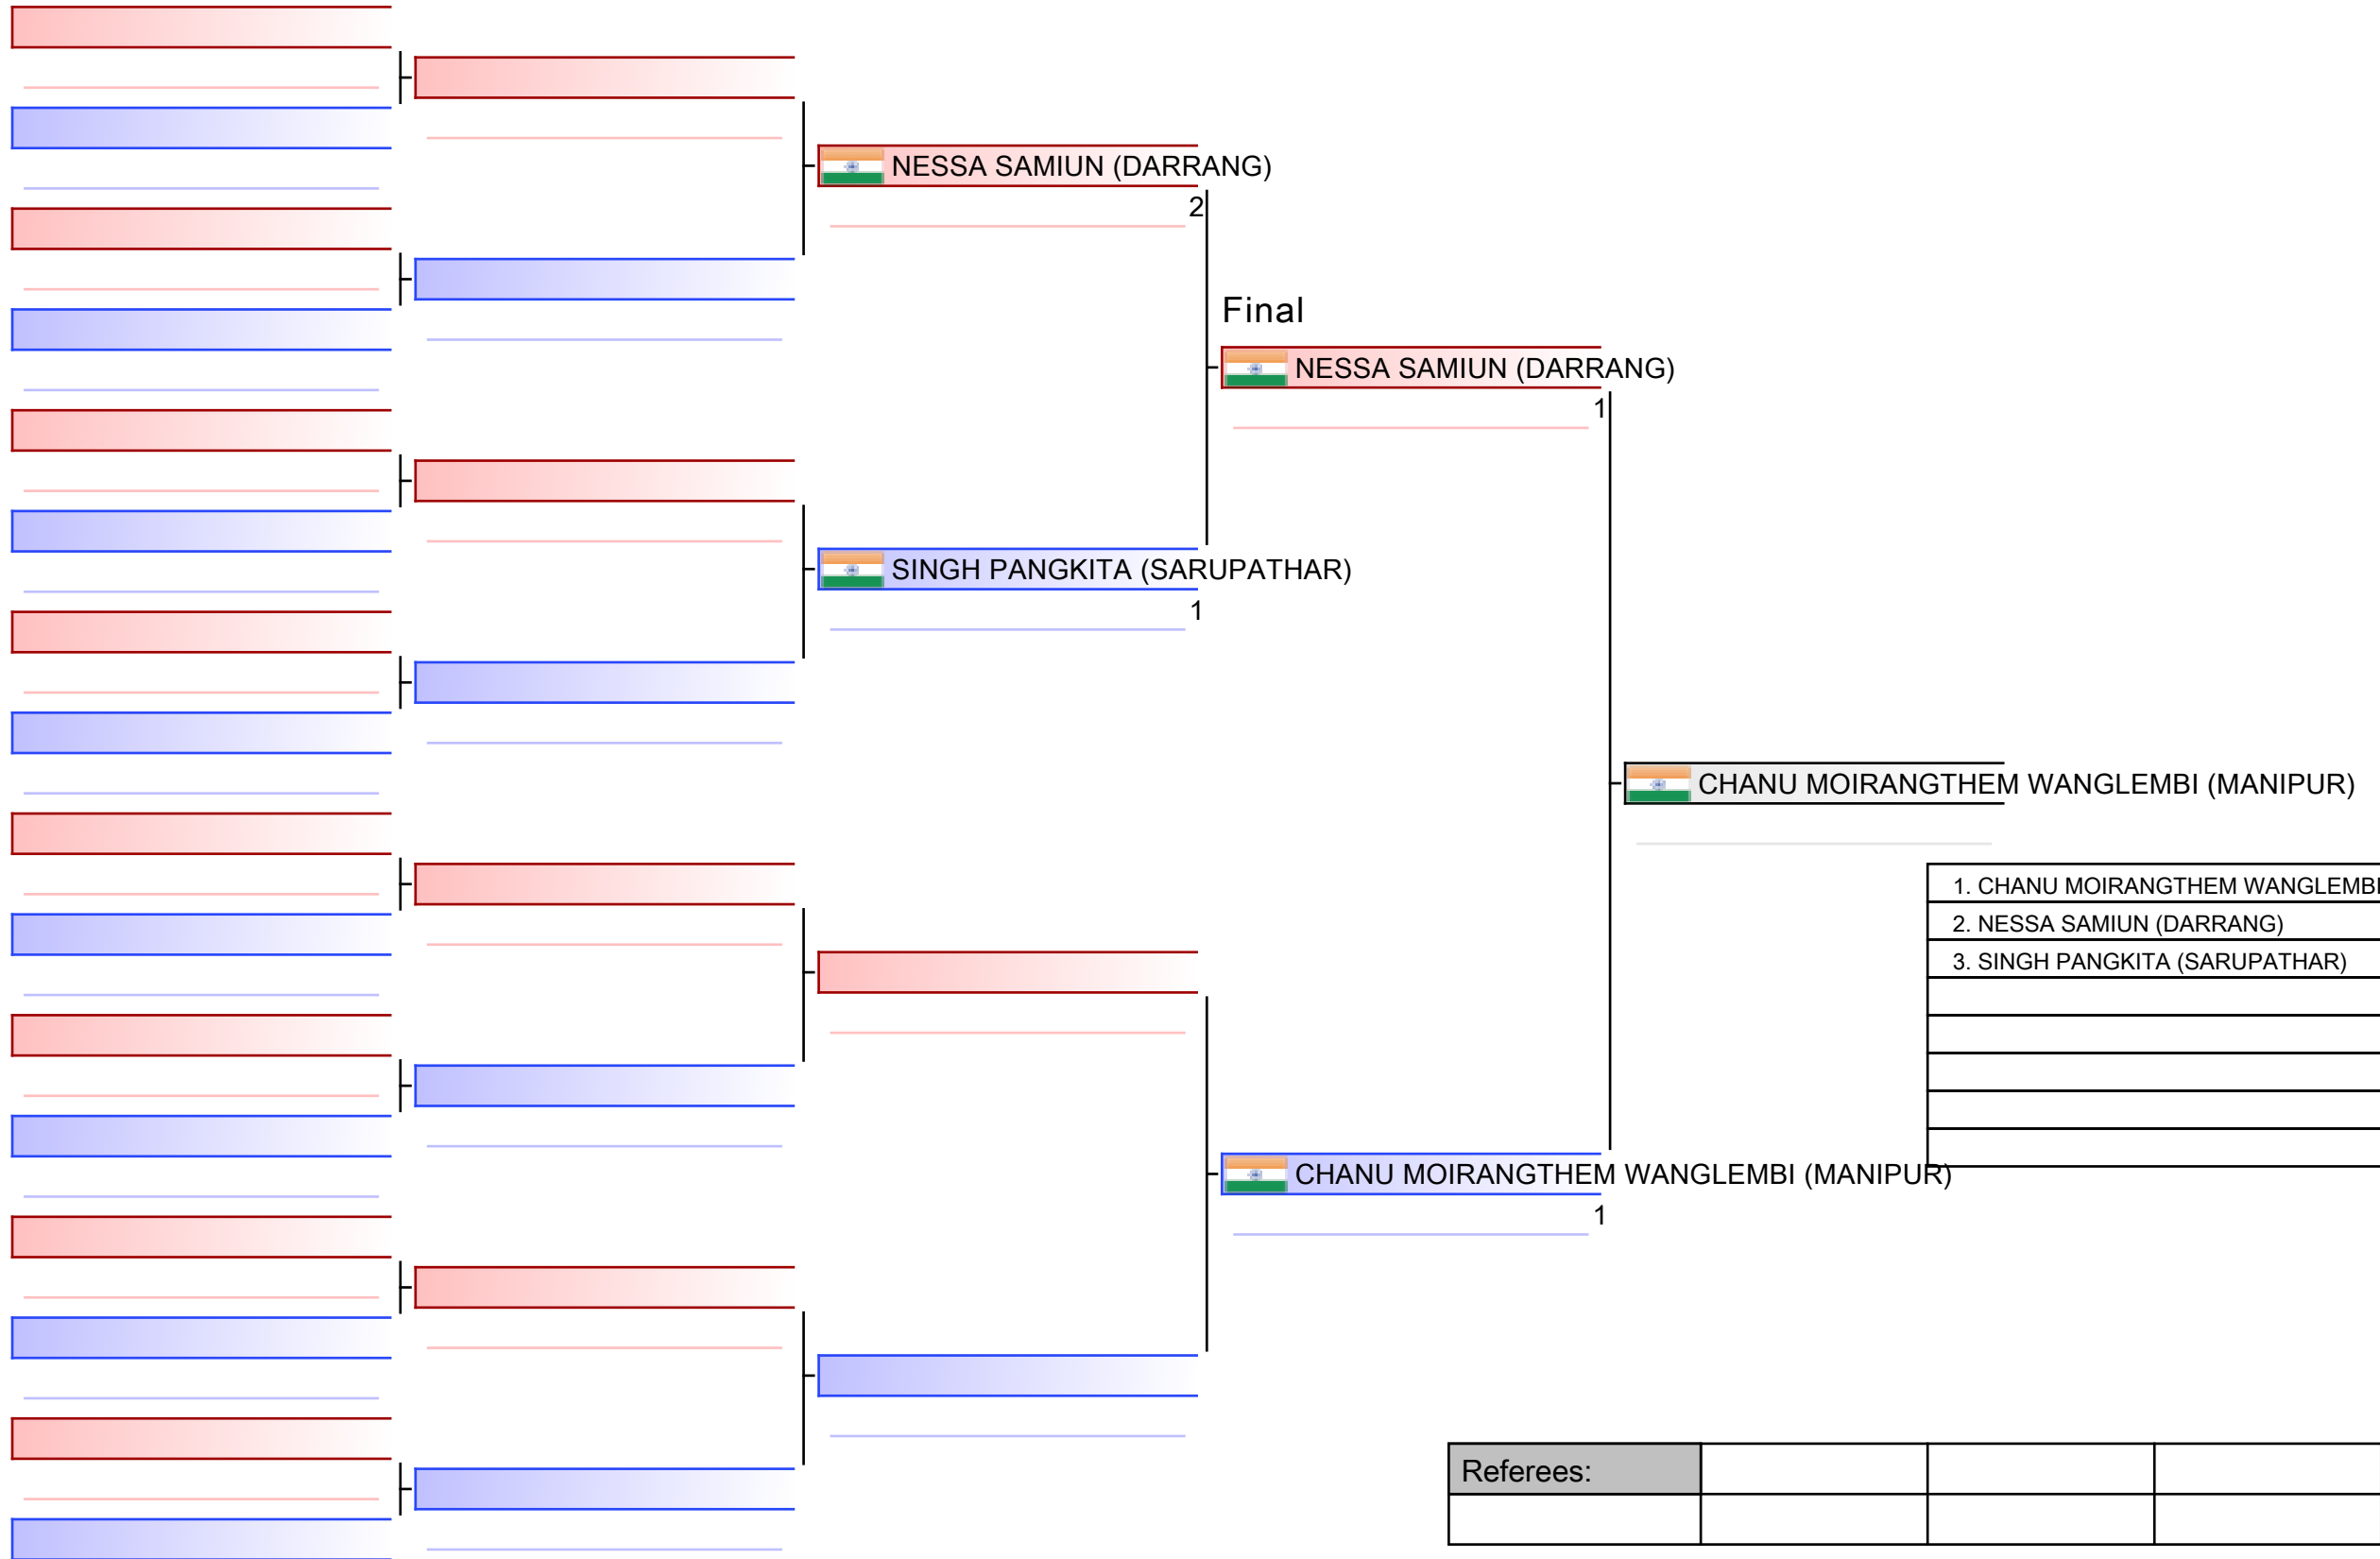 NESSA SAMIUN (DARRANG)
2
Final
NESSA SAMIUN (DARRANG)
1
SINGH PANGKITA (SARUPATHAR)
1
CHANU MOIRANGTHEM WANGLEMBI (MANIPUR)
1. CHANU MOIRANGTHEM WANGLEMBI
2. NESSA SAMIUN (DARRANG)
3. SINGH PANGKITA (SARUPATHAR)
CHANU MOIRANGTHEM WANGLEMBI (MANIPUR)
1
Referees: